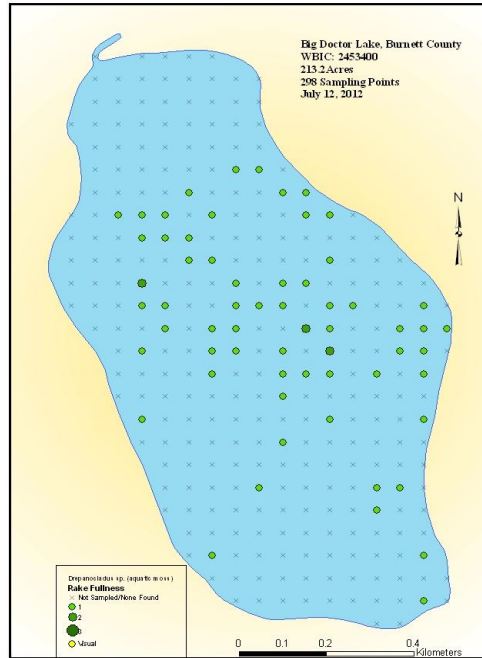 Big Doctor Lake, Burnett County
WBIC: 2453400
213.2 Acres
298 Sampling Points
July 12, 2012
N
Drepanocladus sp. (aquatic moss)
Rake Fullness
Not Sampled/None Found
1
2
3
Visual
0 0.1 0.2 0.4
Kilometers